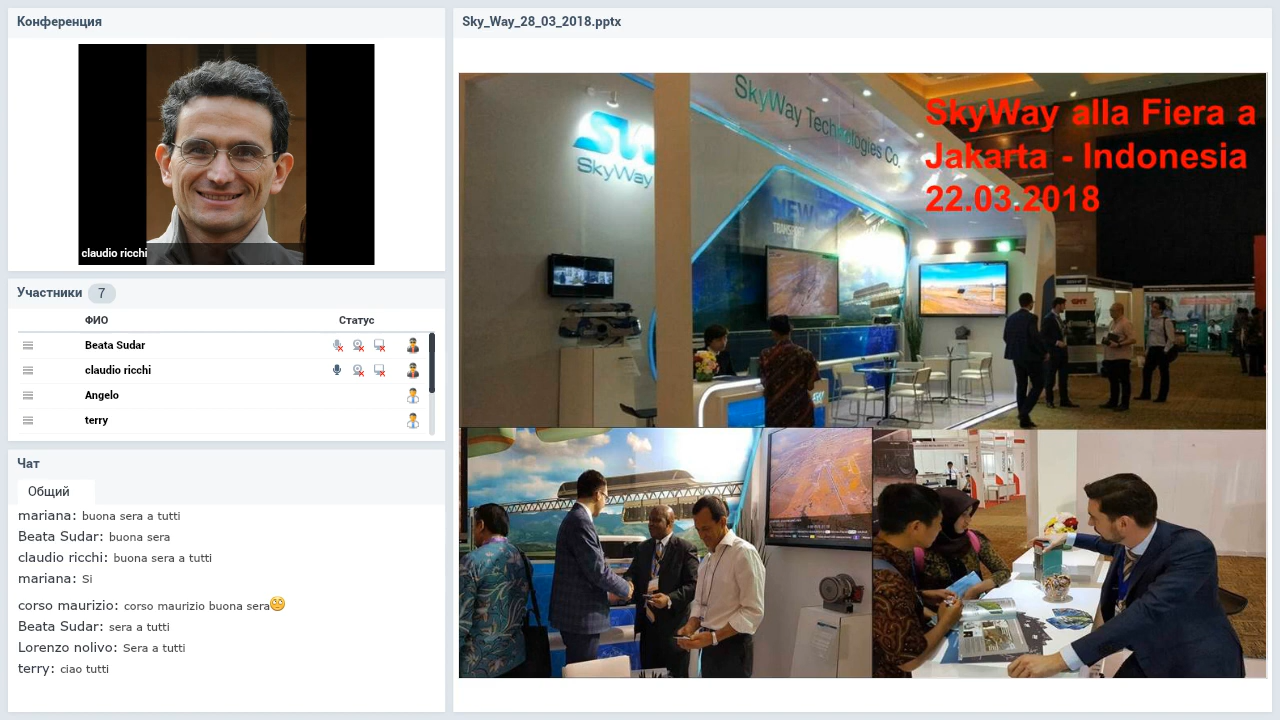 Конференция
claudio ricchi
Участники 7
ФИО Статус
Beata Sudar
claudio ricchi
Angelo
terry
Чат
Общий
mariana: buona sera a tutti
Beata Sudar: buona sera
claudio ricchi: buona sera a tutti
mariana: Si
corso maurizio: corso maurizio buona sera
Beata Sudar: sera a tutti
Lorenzo nolivo: Sera a tutti
terry: ciao tutti
Sky_Way_28_03_2018.pptx
SkyWay alla Fiera a
Jakarta - Indonesia
22.03.2018
SkyWay Technologies Co.
SW
SkyWay
NEW
TRANSPORT